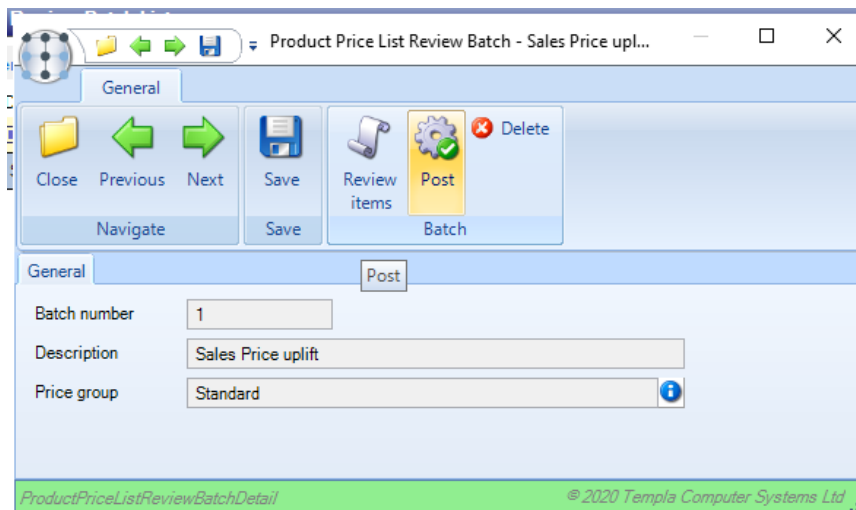 Product Price List Review Batch - Sales Price upl...
General
Close Previous Next Save Review items Post Delete
Navigate Save Batch
General
Post
Batch number 1
Description Sales Price uplift
Price group Standard
ProductPriceListReviewBatchDetail © 2020 Templa Computer Systems Ltd